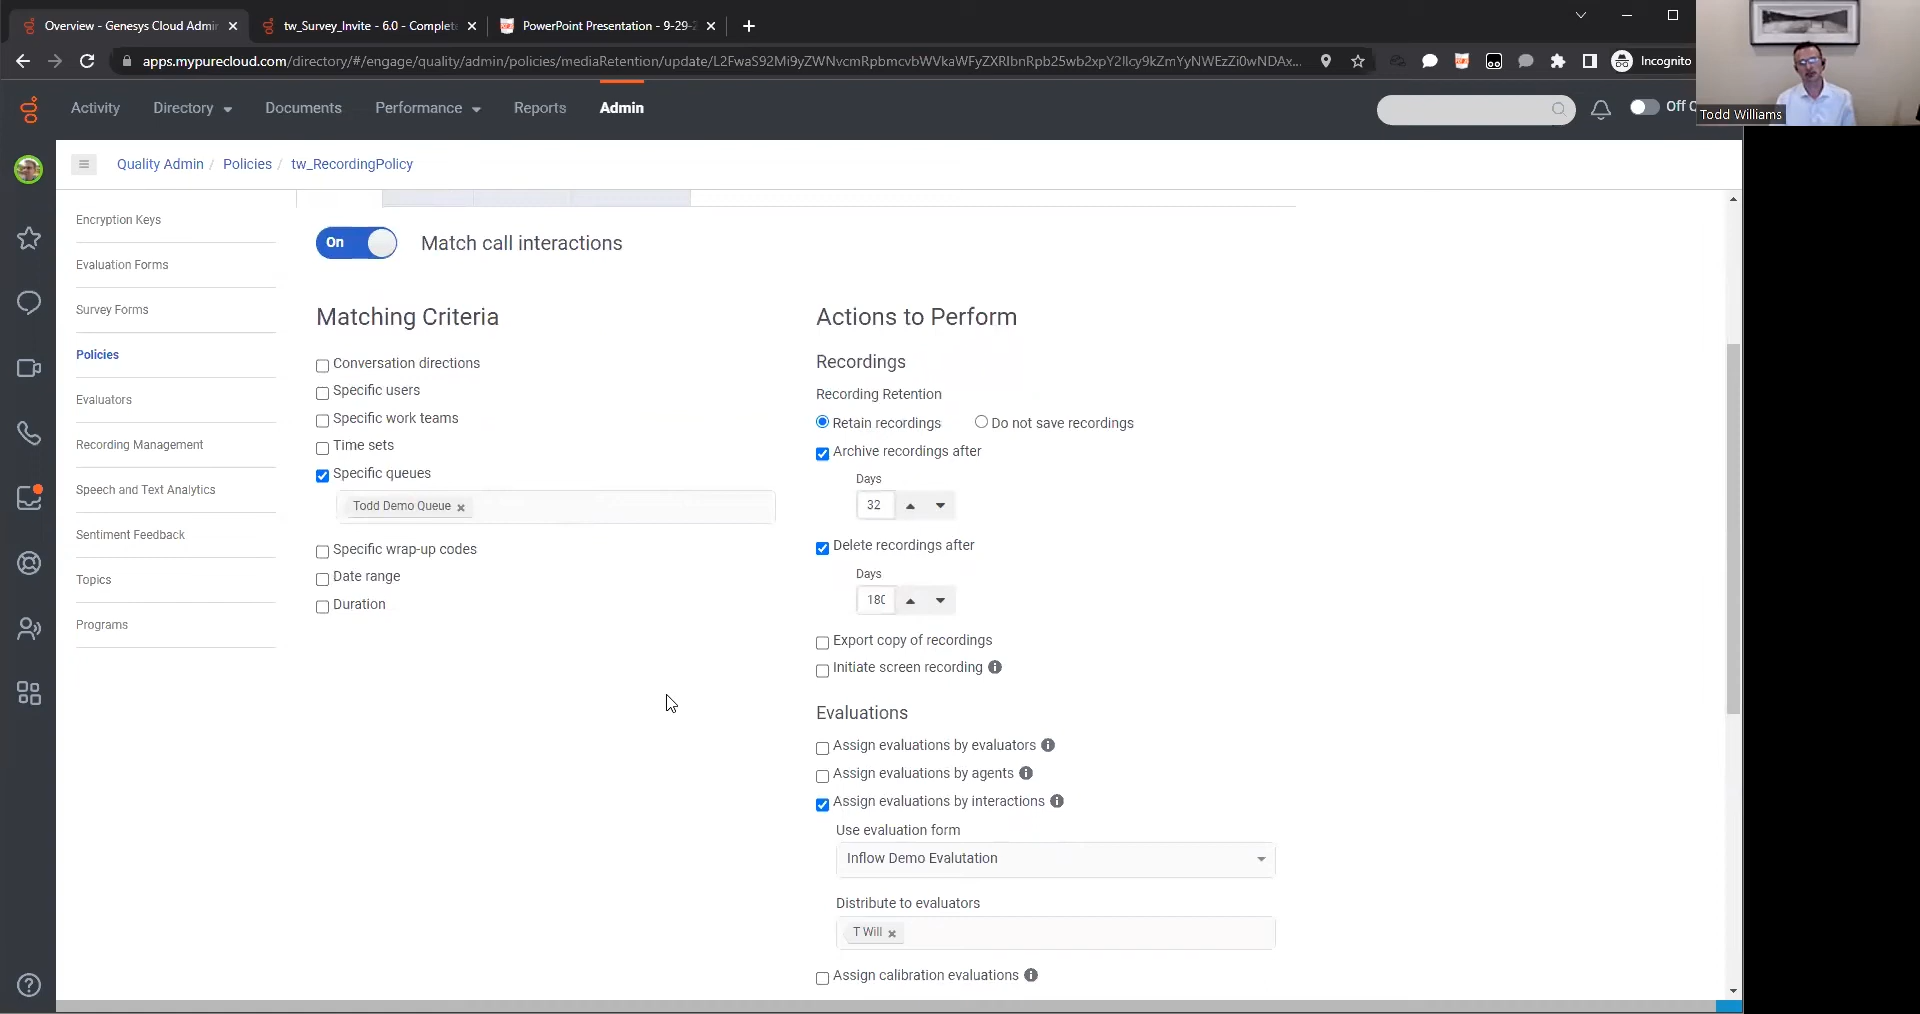 Overview - Genesys Cloud Admin
tw_Survey_Invite - 6.0 - Complete
PowerPoint Presentation - 9-29-2
apps.mypurecloud.com/directory/#/engage/quality/admin/policies/mediaRetention/update/L2FwaS92Mi9yZWNvcmRpbmcvbWVkaWFyZXRlbnRpb25wb2xpY2llcy9kZmYyNWEzZi0wNDAx...
Incognito
Activity
Directory
Documents
Performance
Reports
Admin
Off
Todd Williams
Quality Admin / Policies / tw_RecordingPolicy
Encryption Keys
Evaluation Forms
Survey Forms
Policies
Evaluators
Recording Management
Speech and Text Analytics
Sentiment Feedback
Topics
Programs
On
Match call interactions
Matching Criteria
Conversation directions
Specific users
Specific work teams
Time sets
Specific queues
Todd Demo Queue
Specific wrap-up codes
Date range
Duration
Actions to Perform
Recordings
Recording Retention
Retain recordings
Do not save recordings
Archive recordings after
Days
32
Delete recordings after
Days
180
Export copy of recordings
Initiate screen recording
Evaluations
Assign evaluations by evaluators
Assign evaluations by agents
Assign evaluations by interactions
Use evaluation form
Inflow Demo Evalutation
Distribute to evaluators
T Will
Assign calibration evaluations